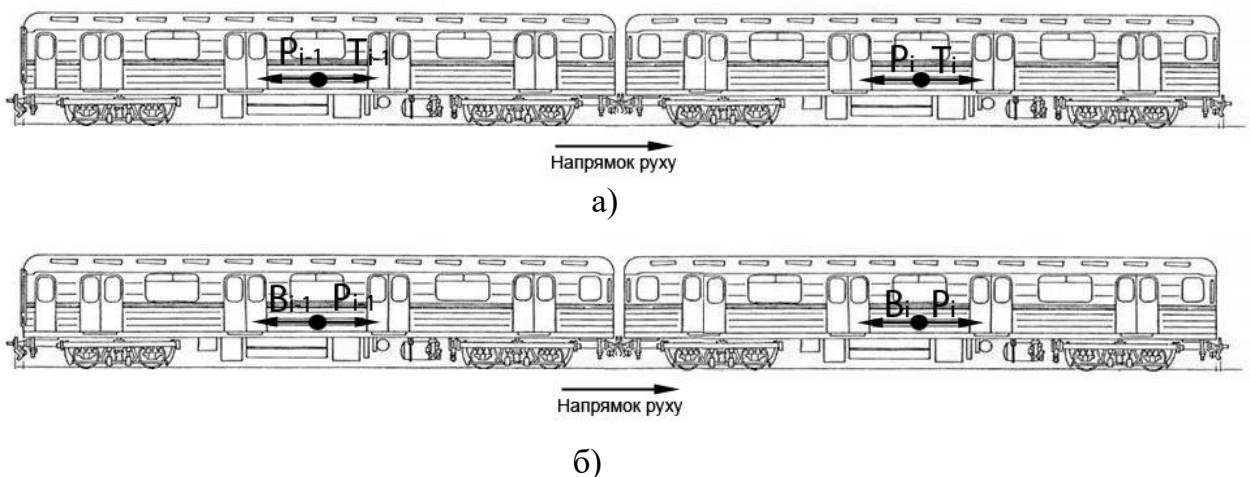 Pi-1 Ti-1 Pi Ti
Напрямок руху
а)
Bi-1 Pi-1 Bi Pi
Напрямок руху
б)